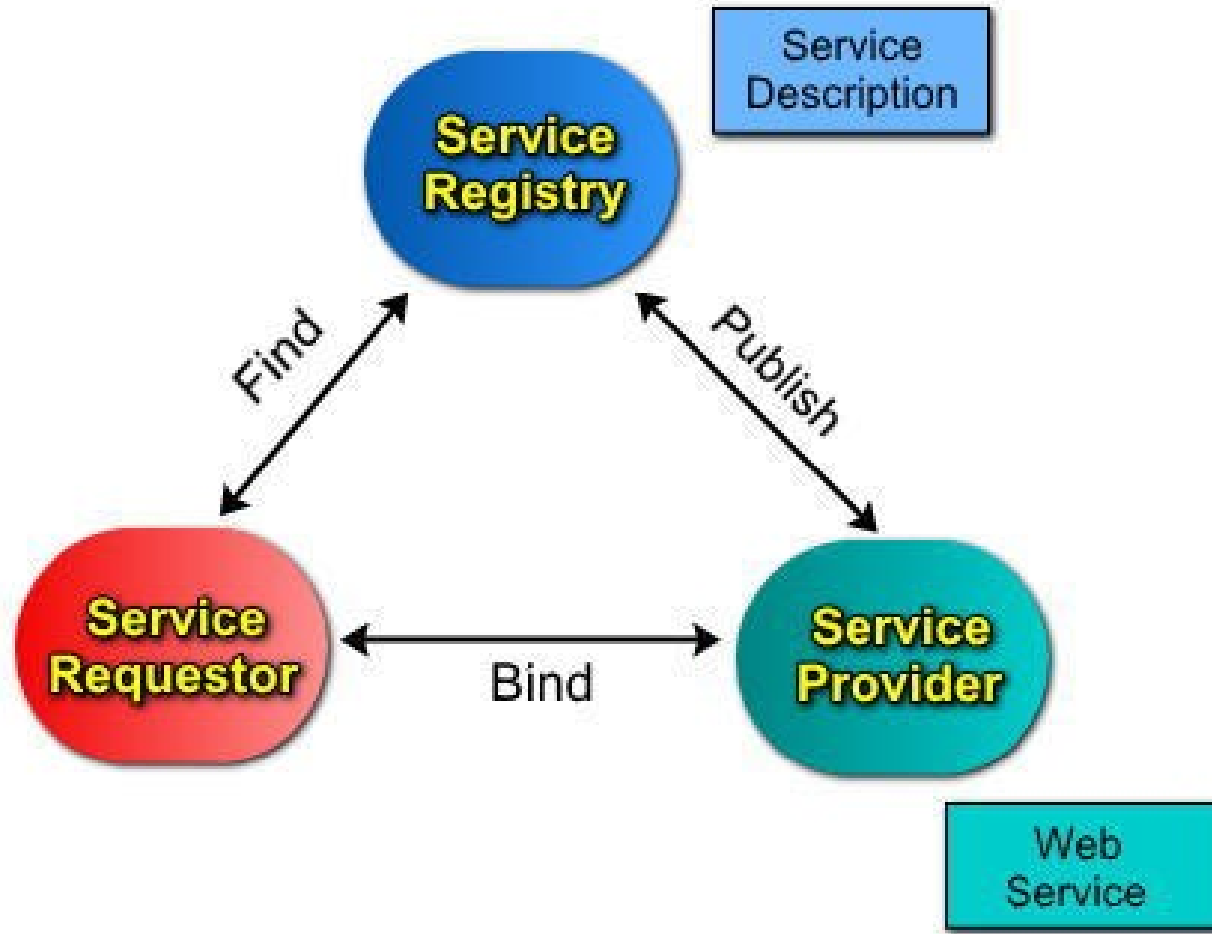 Service
Description
Service
Registry
Find
Publish
Service
Requestor
Bind
Service
Provider
Web
Service